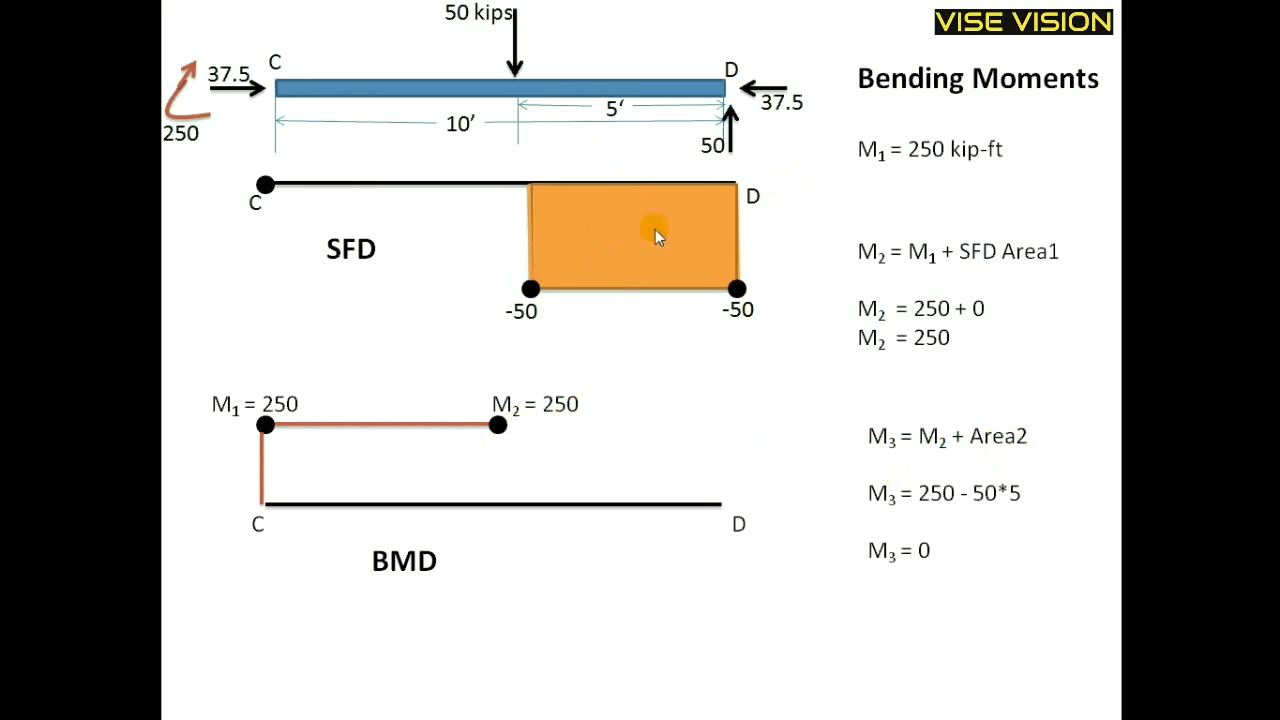 VISE VISION
50 kips
C
D
37.5
37.5
250
5‘
10’
50
Bending Moments
M₁ = 250 kip-ft
C
D
SFD
-50
-50
M₂ = M₁ + SFD Area1
M₂ = 250 + 0
M₂ = 250
M₁ = 250
M₂ = 250
C
D
BMD
M₃ = M₂ + Area2
M₃ = 250 - 50*5
M₃ = 0